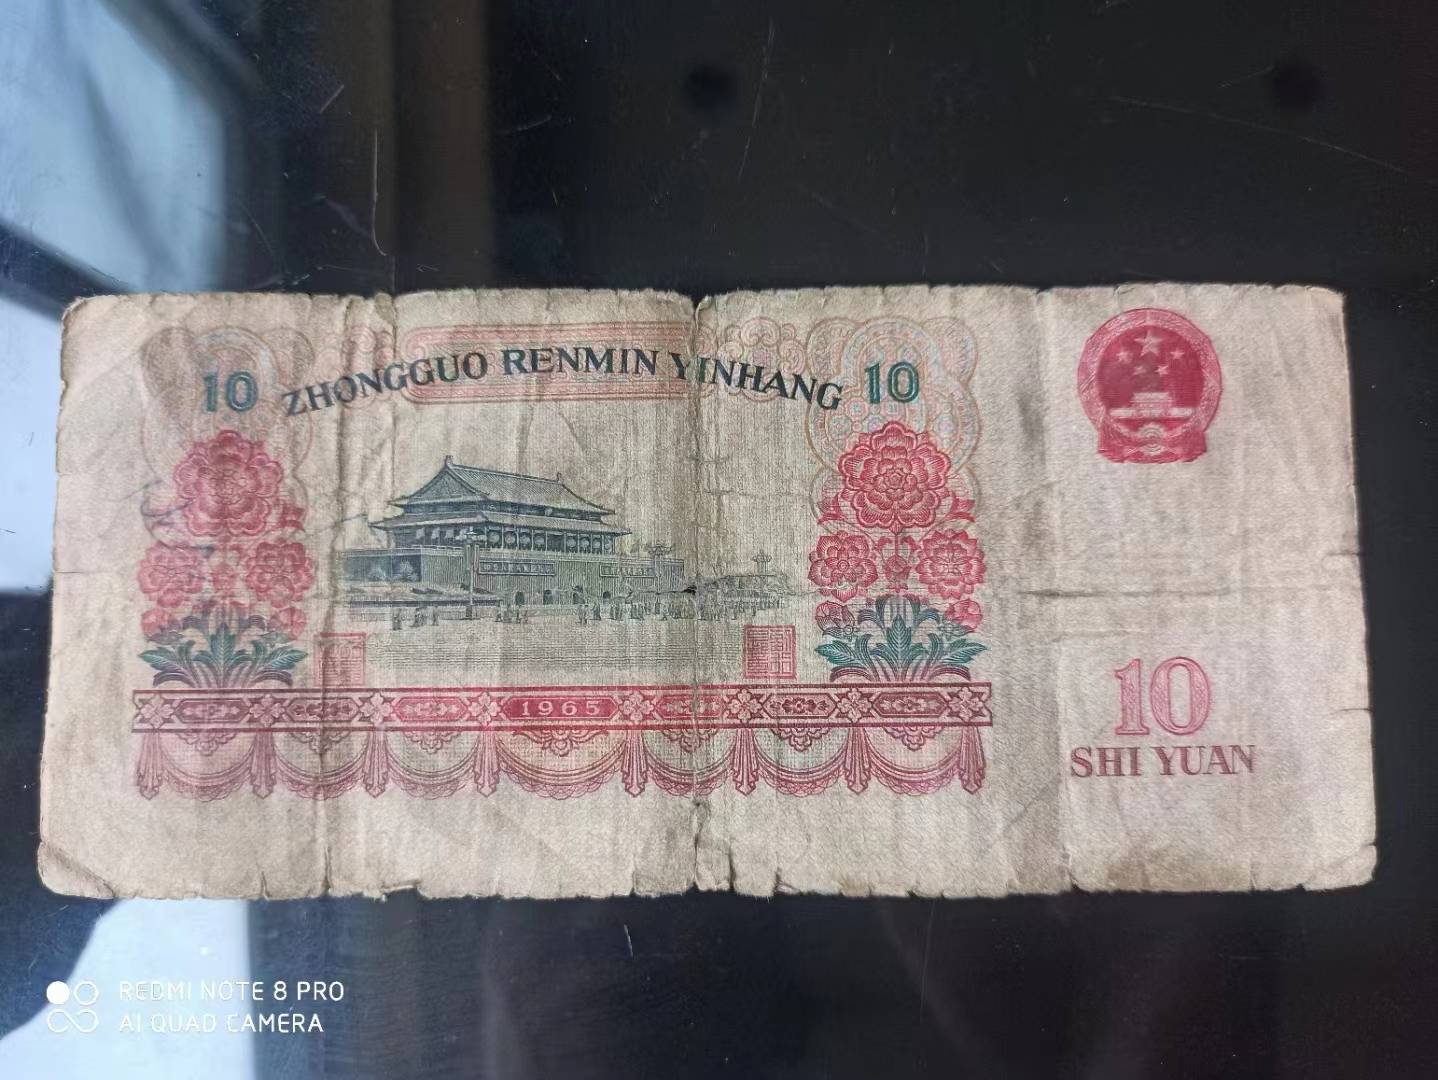 10 ZHONGGUO RENMIN YINHANG 10
1965
10
SHI YUAN
REDMI NOTE 8 PRO
AI QUAD CAMERA